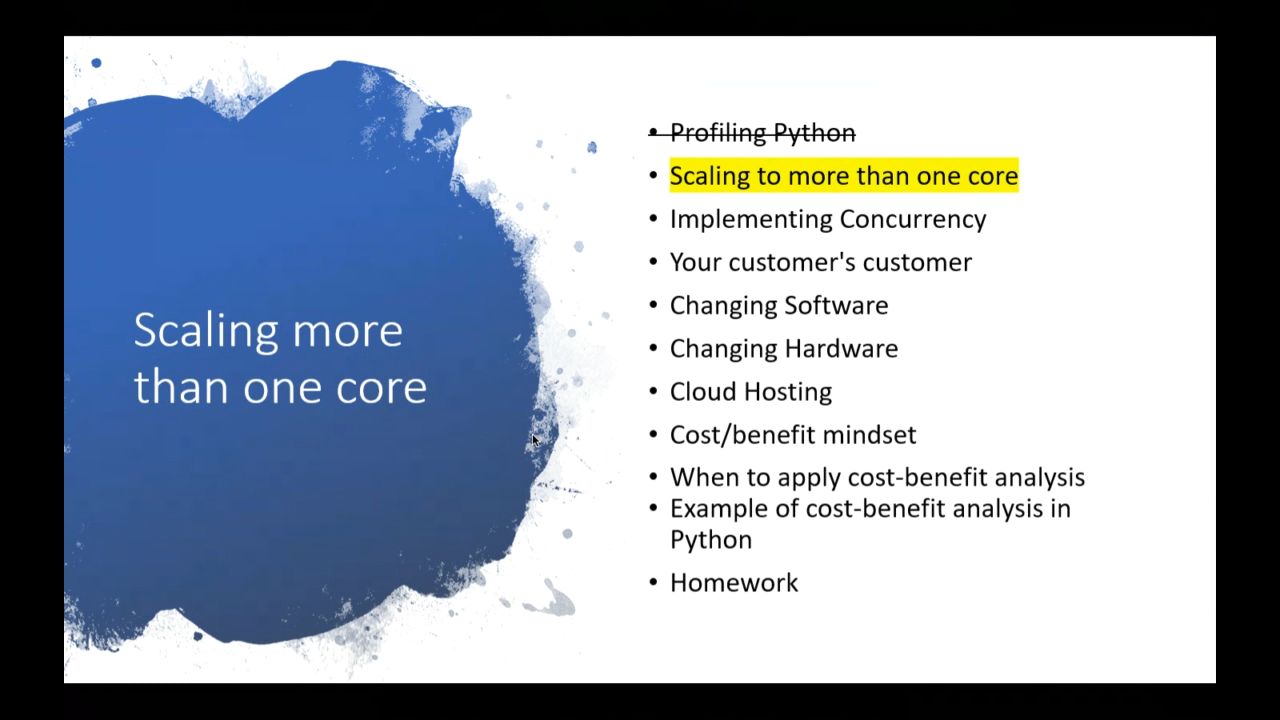 Scaling more
than one core
• Profiling Python
• Scaling to more than one core
• Implementing Concurrency
• Your customer's customer
• Changing Software
• Changing Hardware
• Cloud Hosting
• Cost/benefit mindset
• When to apply cost-benefit analysis
• Example of cost-benefit analysis in
Python
• Homework